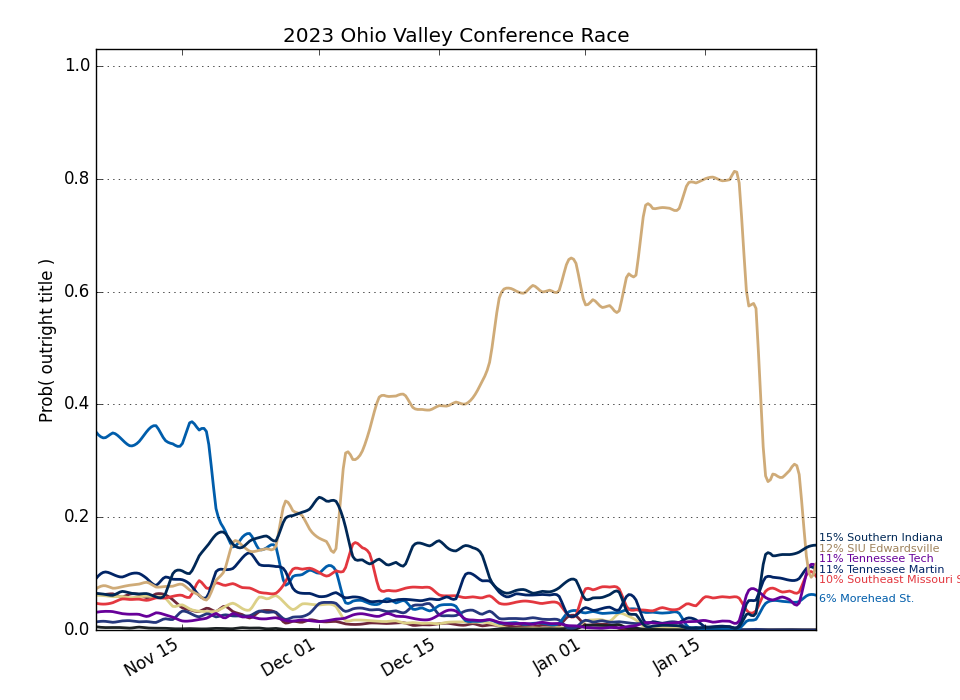 2023 Ohio Valley Conference Race
Prob( outright title )
1.0
0.8
0.6
0.4
0.2
0.0
15% Southern Indiana
12% SIU Edwardsville
11% Tennessee Tech
11% Tennessee Martin
10% Southeast Missouri S
6% Morehead St.
Nov 15
Dec 01
Dec 15
Jan 01
Jan 15